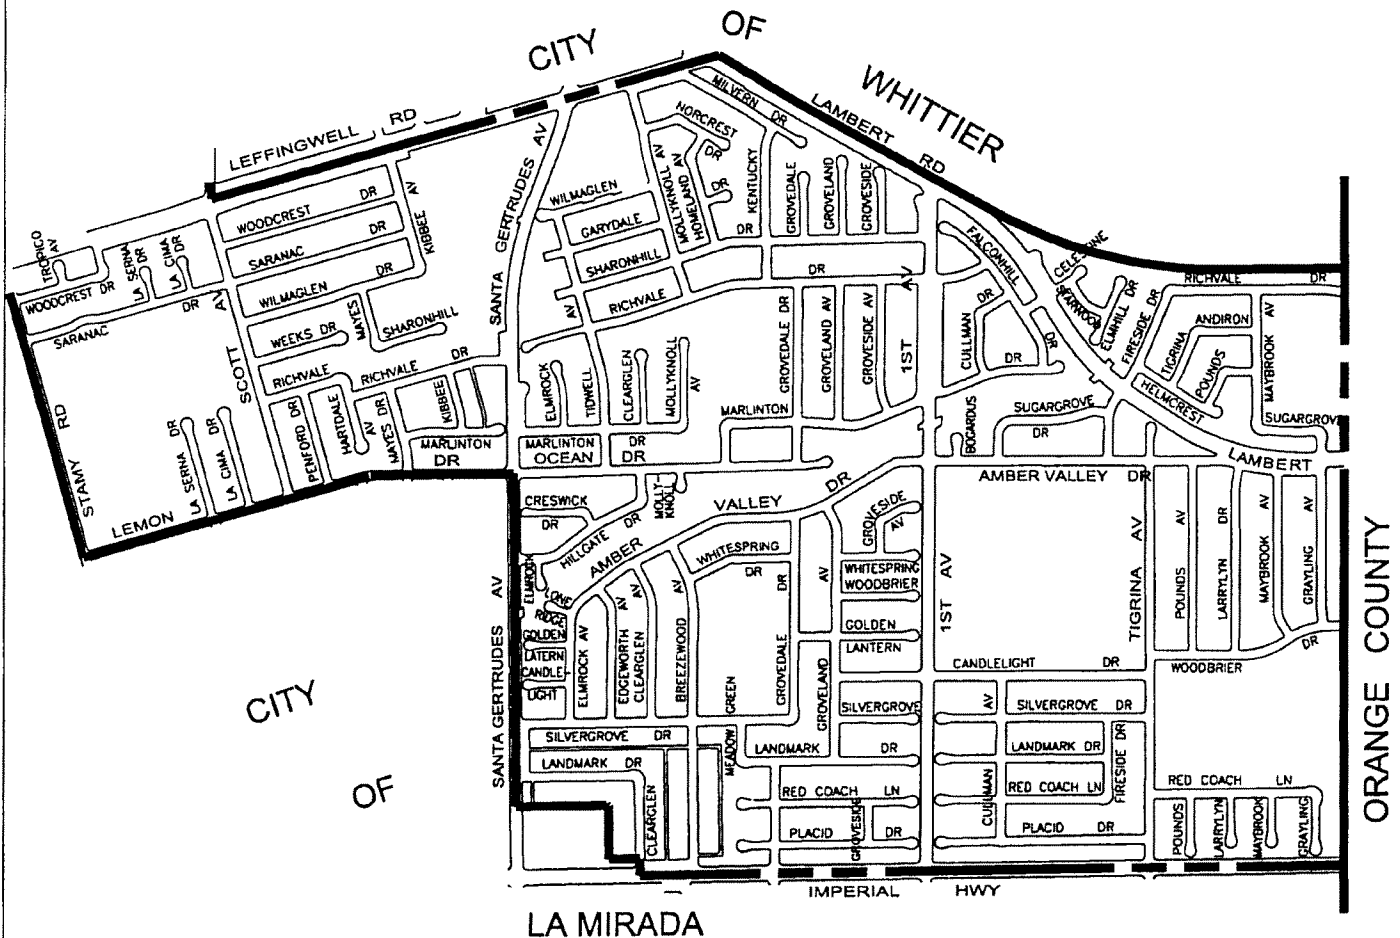 CITY
OF
WHITTIER
LAMBERT
RD
LEFFINGWELL RD
MILVERN DR
NORCREST
DR
MOLLYKNOLL AV
HOMELAND AV
DR
KENTUCKY
GROVEDALE
GROVELAND
GROVESIDE
SANTA GERTRUDES AV
WILMAGLEN
GARYDALE
DR
SHARONHILL
RICHVALE
DR
AV
WOODCREST DR
SARANAC DR
WILMAGLEN DR
KIBBEE AV
TROPICO AV
LA SERNA DR
LA CIMA DR
WOODCREST DR
SARANAC DR
SCOTT AV
WEEKS DR
MAYES
SHARONHILL
RICHVALE
RICHVALE DR
PENFORD DR
HARTDALE AV
MAYES DR
KIBBEE
MARLINTON
DR
STAMY RD
LA SERNA DR
LA CIMA DR
LEMON
ELMROCK
TIDWELL
CLEARGLEN
MOLLYKNOLL AV
MARLINTON DR
OCEAN DR
MARLINTON
GROVEDALE DR
GROVELAND AV
GROVESIDE AV
1ST AV
FALCONHILL
DR
CULLMAN
DR
DR
CELESTINE
STARWOOD
ELMHILL DR
FIRESIDE DR
RICHVALE DR
TIGRINA
ANDIRON
POUNDS
MAYBROOK AV
HELMCREST
SUGARGROVE
LAMBERT
BOGARDUS
SUGARGROVE
DR
AMBER VALLEY DR
CRESWICK
DR
HILLGATE DR
MOLLY-
KNOLL
AMBER VALLEY DR
WHITESPRING
DR
GROVESIDE
AV
WHITESPRING
WOODBRIER
GOLDEN
LANTERN
AV
1ST AV
TIGRINA AV
POUNDS AV
LARRYLYN DR
MAYBROOK AV
GRAYLING AV
WOODBRIER
DR
ELMROCK
LONE
RIDGE
GOLDEN
LATERN
CANDLE-
LIGHT
ELMROCK AV
EDGEWORTH AV
CLEARGLEN AV
BREEZEWOOD AV
GROVEDALE DR
GROVELAND
CANDLELIGHT DR
SANTA GERTRUDES AV
SILVERGROVE DR
LANDMARK DR
CLEARGLEN
GREEN
MEADOW
SILVERGROVE
LANDMARK DR
RED COACH LN
GROVESIDE
PLACID DR
AV
CULLMAN
SILVERGROVE DR
LANDMARK DR
RED COACH LN
PLACID DR
FIRESIDE DR
RED COACH LN
POUNDS
LARRYLYN
MAYBROOK
GRAYLING
IMPERIAL HWY
CITY
OF
LA MIRADA
ORANGE COUNTY